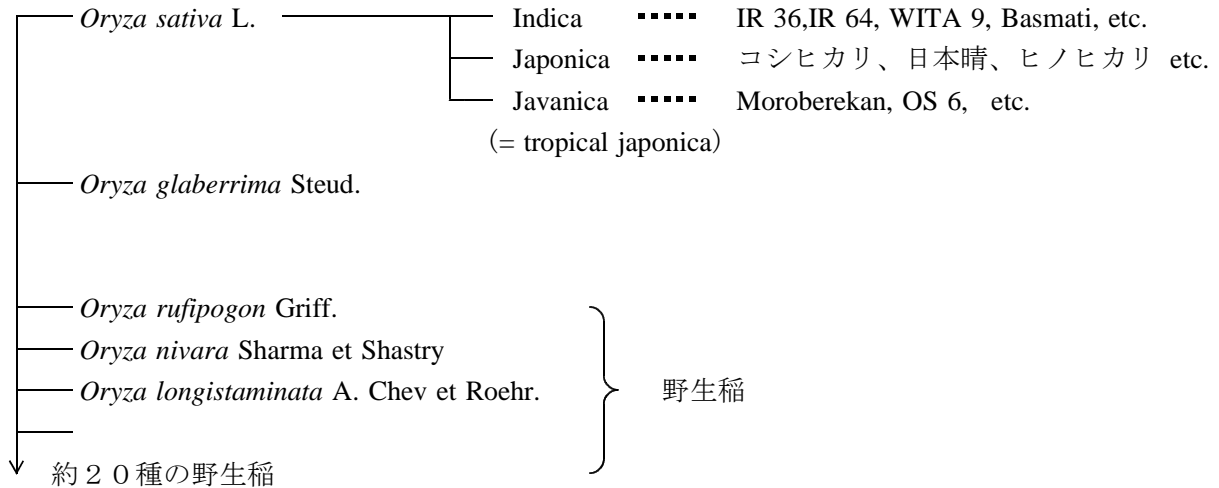 Oryza sativa L. Indica ▪▪▪▪▪ IR 36,IR 64, WITA 9, Basmati, etc.
Japonica ▪▪▪▪▪ コシヒカリ、日本晴、ヒノヒカリ etc.
Javanica ▪▪▪▪▪ Moroberekan, OS 6, etc.
(= tropical japonica)
Oryza glaberrima Steud.
Oryza rufipogon Griff.
Oryza nivara Sharma et Shastry
Oryza longistaminata A. Chev et Roehr. 野生稲
約２０種の野生稲